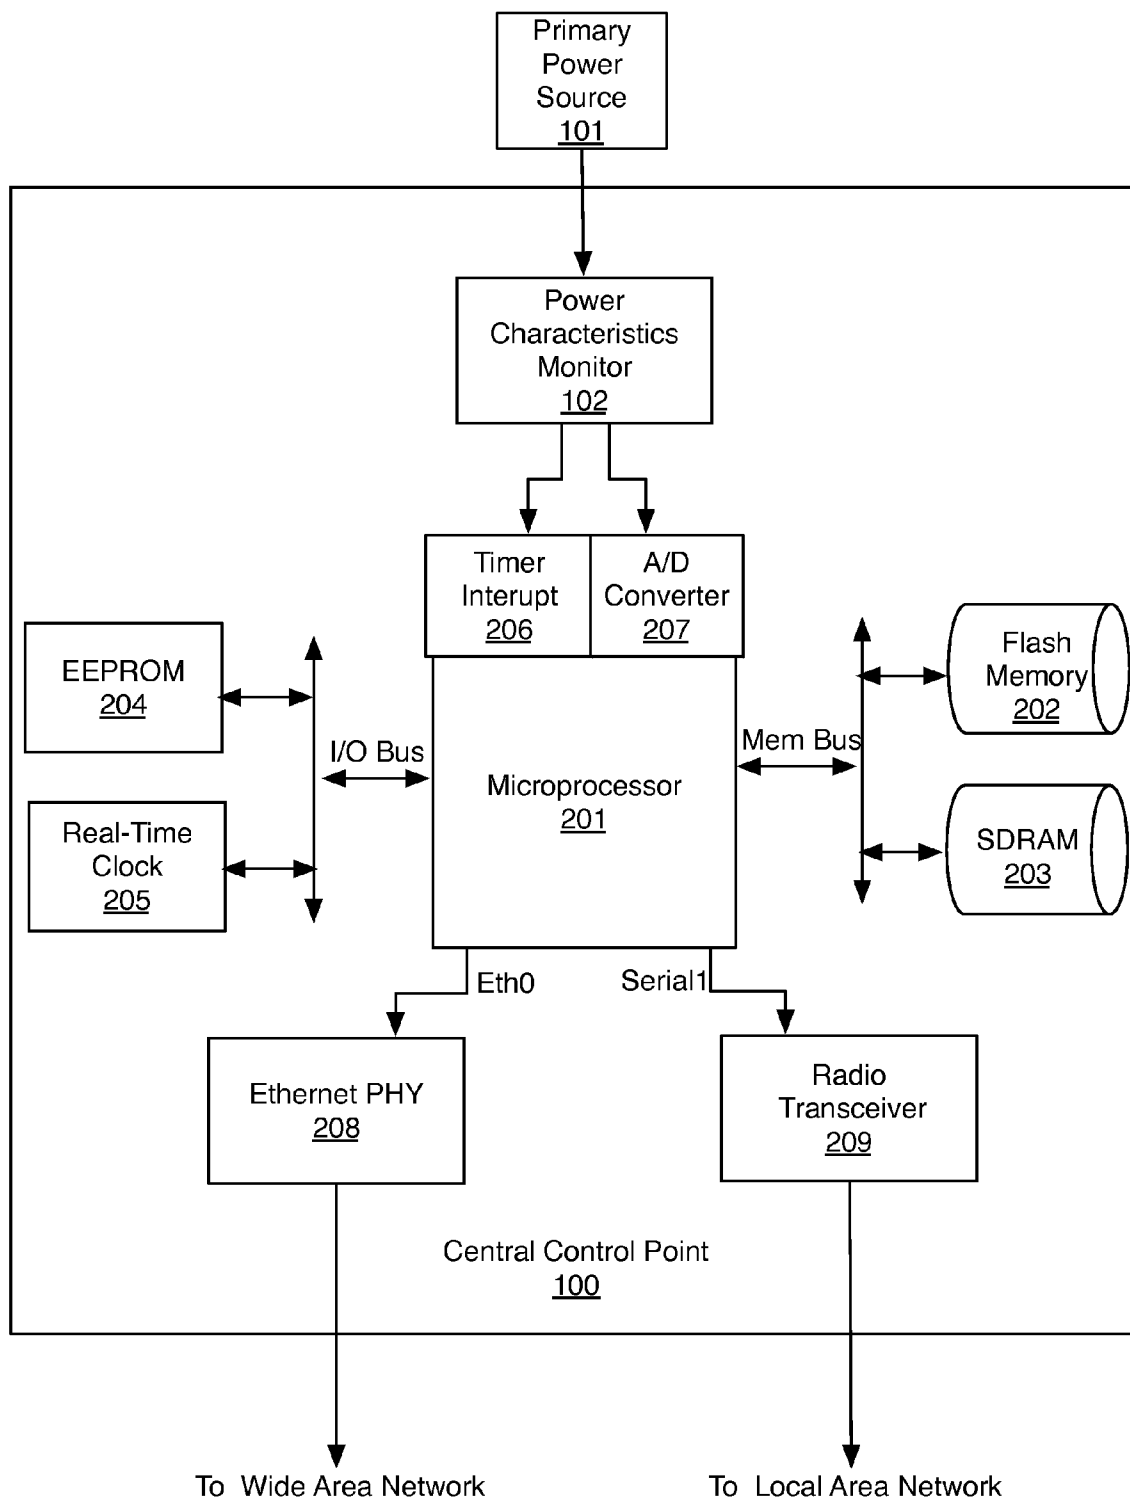 Primary
Power
Source
101
Power
Characteristics
Monitor
102
Timer
Interupt
206
A/D
Converter
207
EEPROM
204
I/O Bus
Real-Time
Clock
205
Microprocessor
201
Mem Bus
Flash
Memory
202
SDRAM
203
Eth0
Serial1
Ethernet PHY
208
Radio
Transceiver
209
Central Control Point
100
To Wide Area Network
To Local Area Network